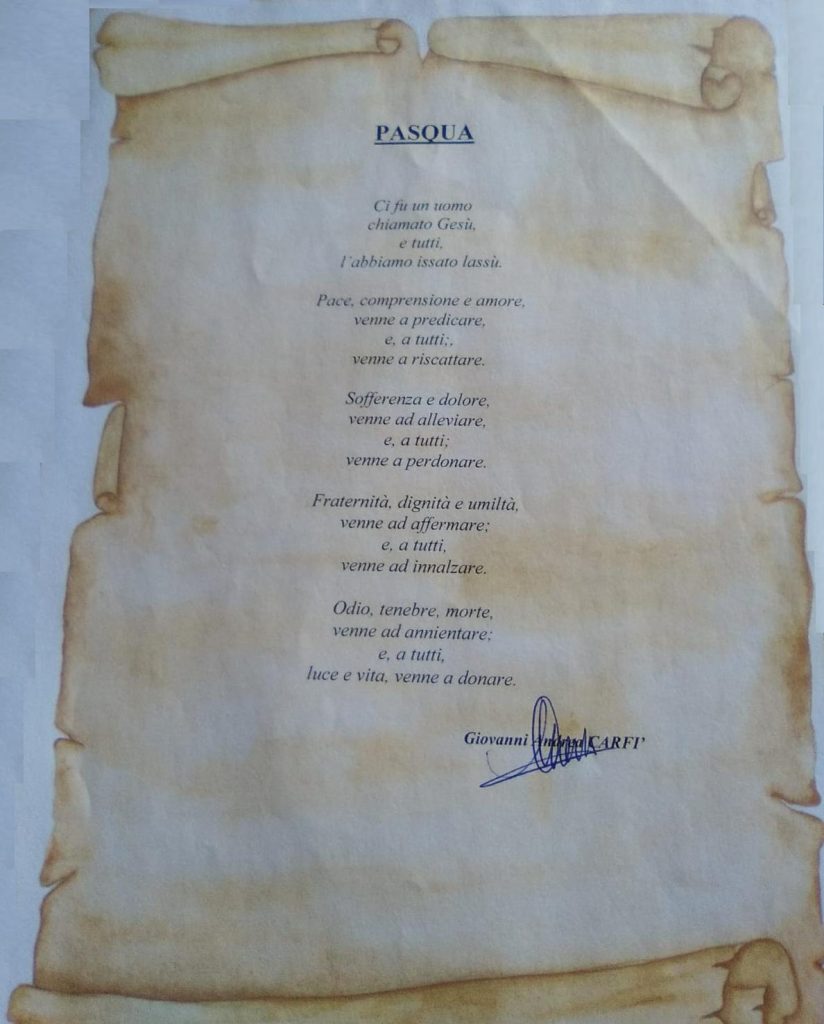 PASQUA
Ci fu un uomo
chiamato Gesù,
e tutti,
l'abbiamo issato lassù.
Pace, comprensione e amore,
venne a predicare,
e, a tutti;,
venne a riscattare.
Sofferenza e dolore,
venne ad alleviare,
e, a tutti;
venne a perdonare.
Fraternità, dignità e umiltà,
venne ad affermare;
e, a tutti,
venne ad innalzare.
Odio, tenebre, morte,
venne ad annientare;
e, a tutti,
luce e vita, venne a donare.
Giovanni Andrea CARFI'